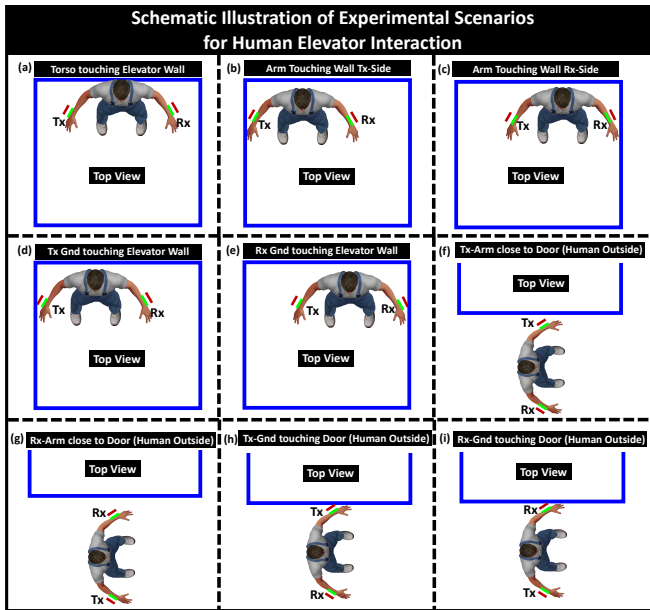 Schematic Illustration of Experimental Scenarios
for Human Elevator Interaction
(a) Torso touching Elevator Wall
Tx Rx
Top View
(b) Arm Touching Wall Tx-Side
Tx Rx
Top View
(c) Arm Touching Wall Rx-Side
Tx Rx
Top View
(d) Tx Gnd touching Elevator Wall
Tx Rx
Top View
(e) Rx Gnd touching Elevator Wall
Tx Rx
Top View
(f) Tx-Arm close to Door (Human Outside)
Top View
Tx
Rx
(g) Rx-Arm close to Door (Human Outside)
Top View
Rx
Tx
(h) Tx-Gnd touching Door (Human Outside)
Top View
Tx
Rx
(i) Rx-Gnd touching Door (Human Outside)
Top View
Rx
Tx